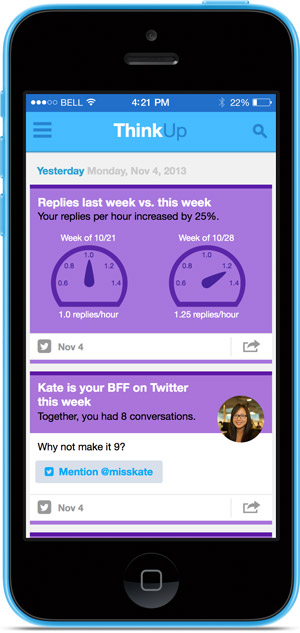 BELL 4:21 PM 22%
ThinkUp
Yesterday Monday, Nov 4, 2013
Replies last week vs. this week
Your replies per hour increased by 25%.
Week of 10/21 Week of 10/28
1.0 1.0
0.8 1.2 0.8 1.2
0.6 1.4 0.6 1.4
1.0 replies/hour 1.25 replies/hour
Nov 4
Kate is your BFF on Twitter
this week
Together, you had 8 conversations.
Why not make it 9?
Mention @misskate
Nov 4